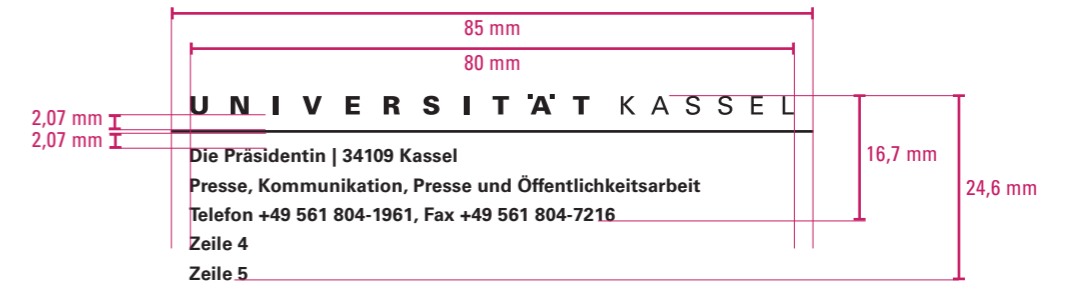 85 mm
80 mm
UNIVERSITÄT KASSEL
2,07 mm
2,07 mm
Die Präsidentin | 34109 Kassel
16,7 mm
Presse, Kommunikation, Presse und Öffentlichkeitsarbeit
24,6 mm
Telefon +49 561 804-1961, Fax +49 561 804-7216
Zeile 4
Zeile 5